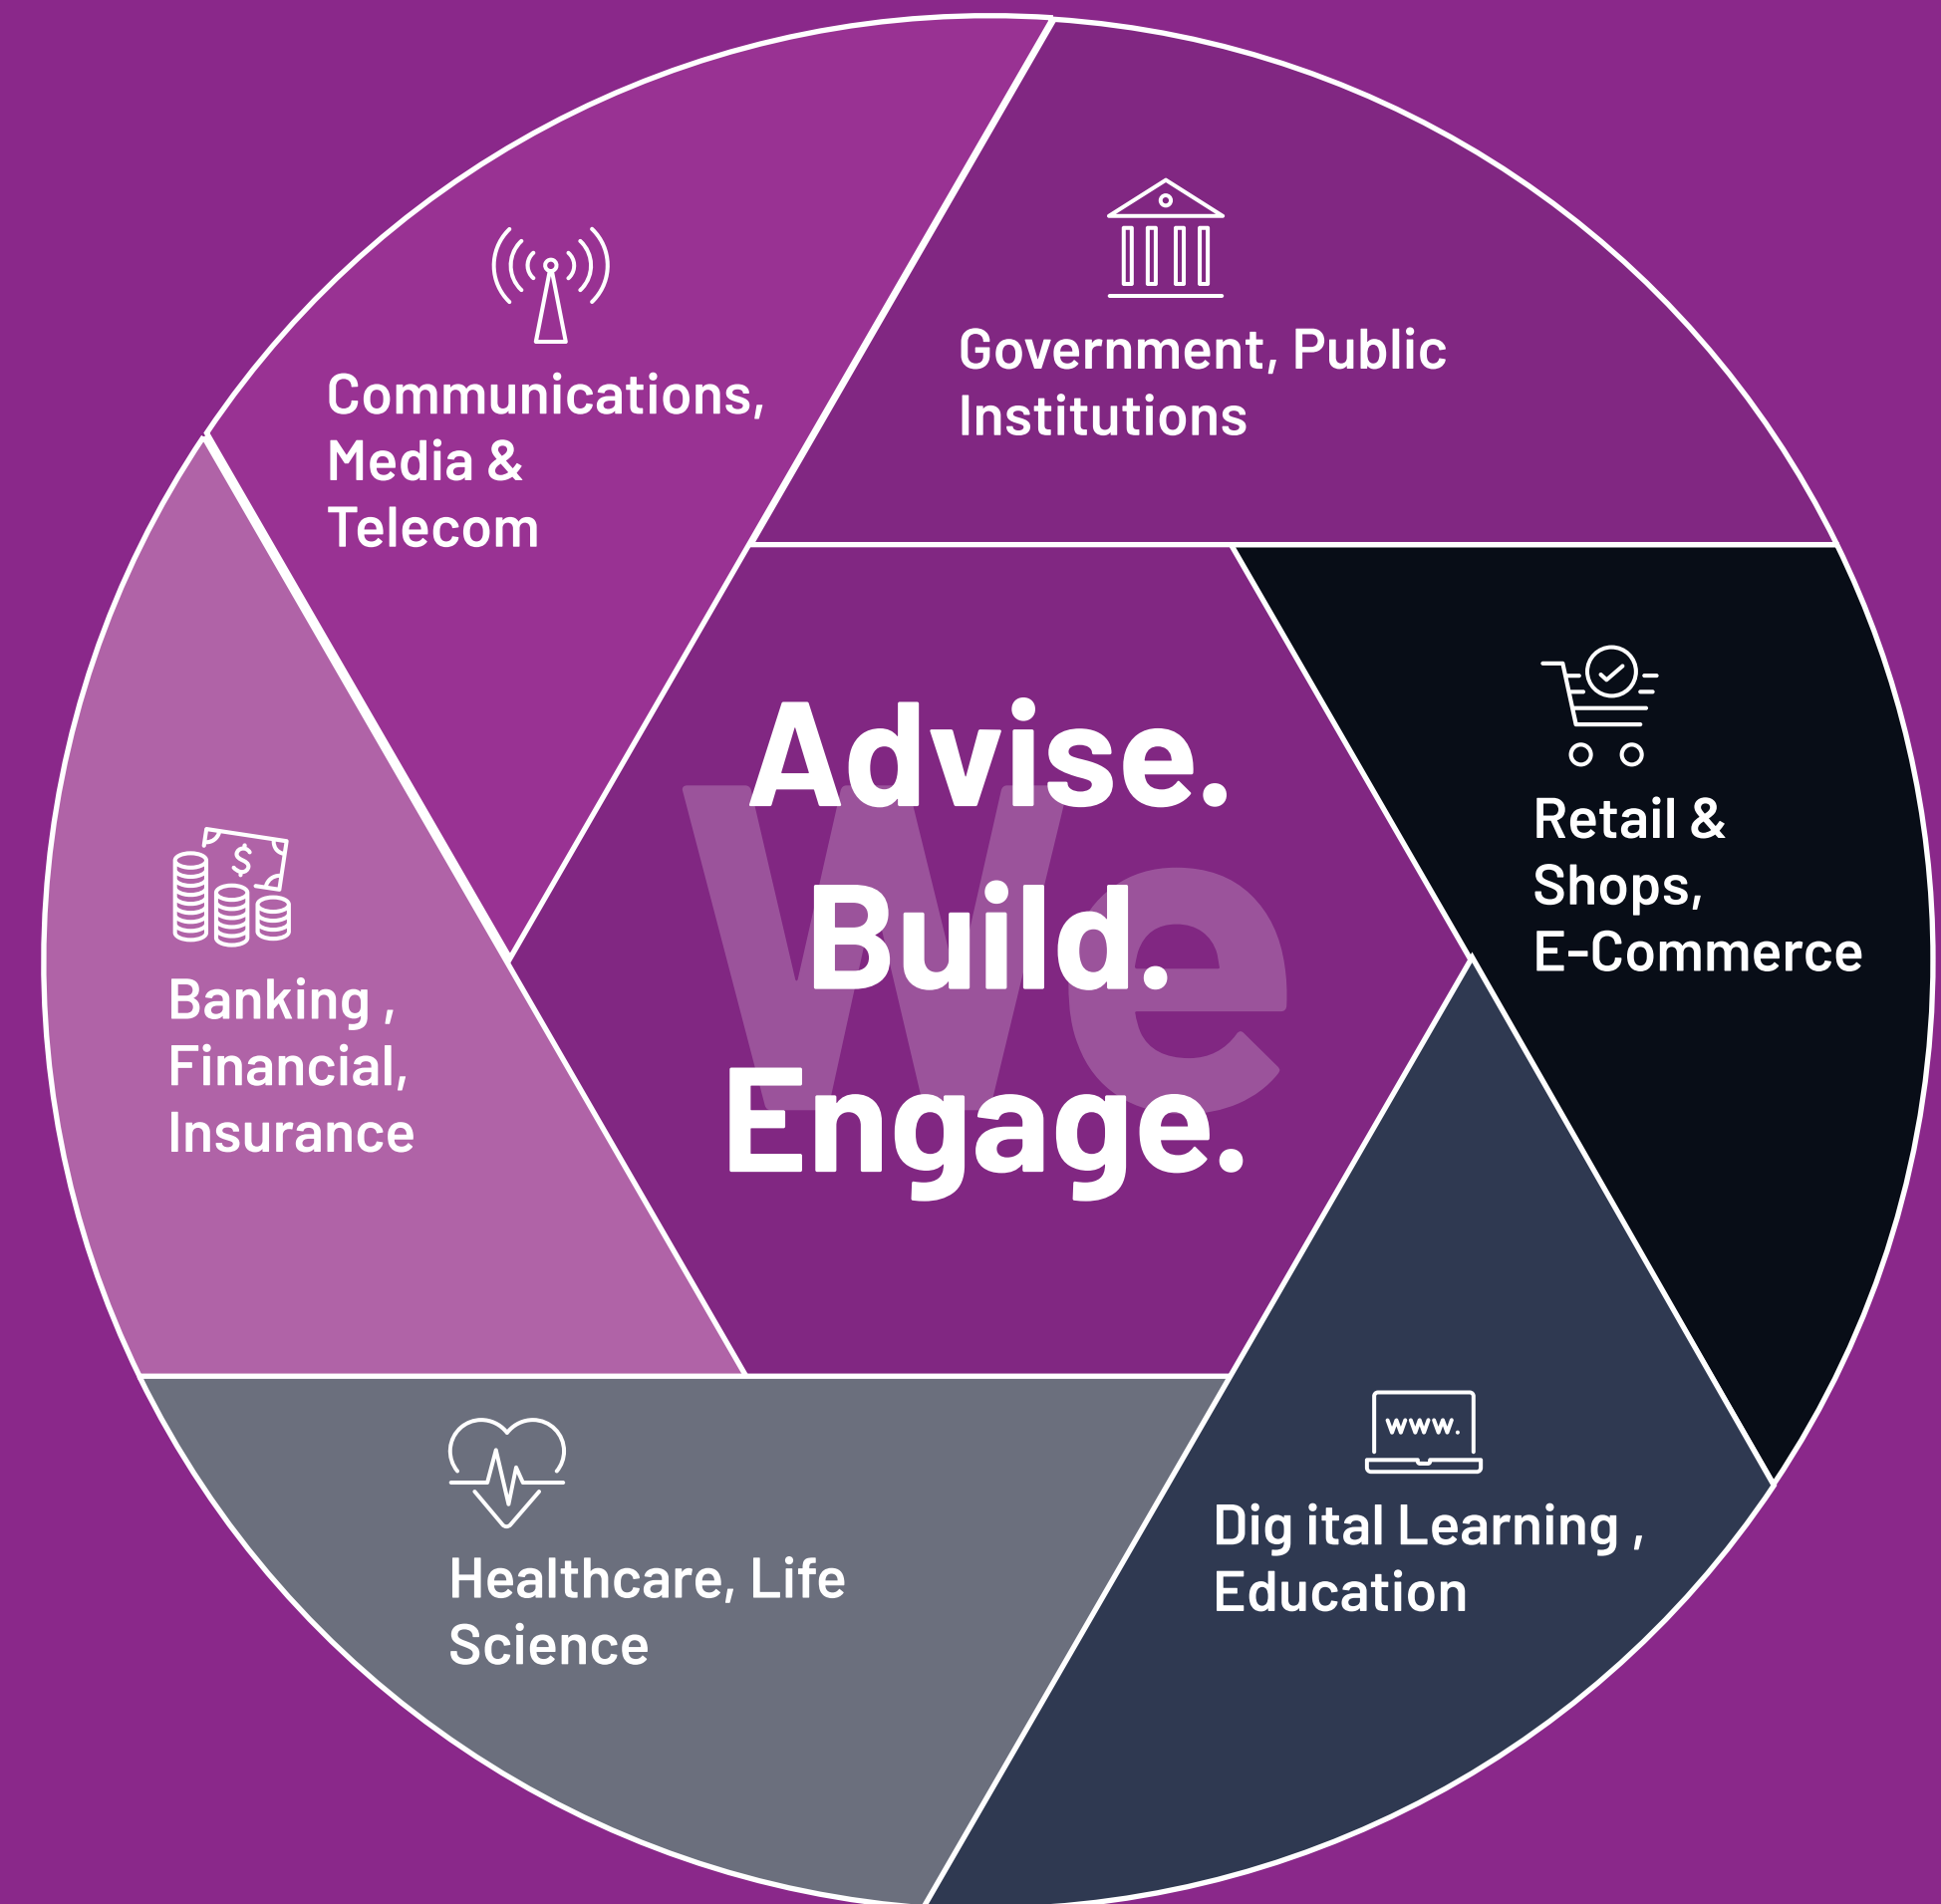 Communications,
Media &
Telecom
Government, Public
Institutions
Retail &
Shops,
E-Commerce
We
Advise.
Build.
Engage.
$
Banking ,
Financial,
Insurance
Healthcare, Life
Science
www.
Dig ital Learning ,
Education